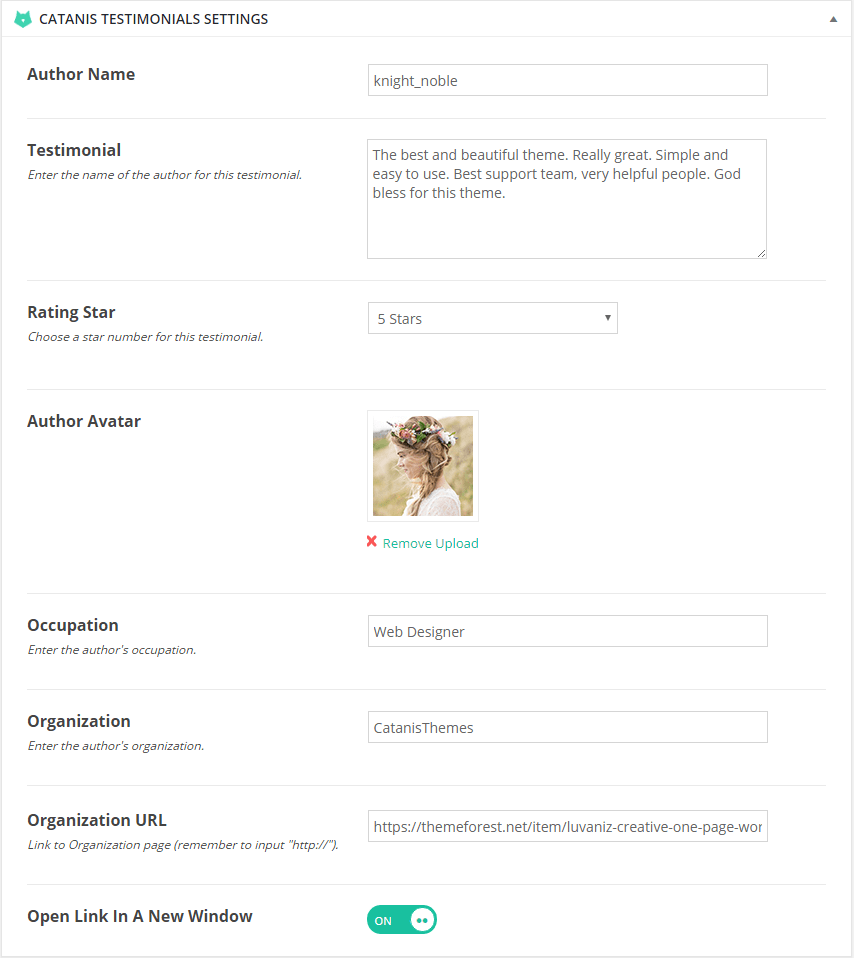 CATANIS TESTIMONIALS SETTINGS
Author Name
knight_noble
Testimonial
Enter the name of the author for this testimonial.
The best and beautiful theme. Really great. Simple and
easy to use. Best support team, very helpful people. God
bless for this theme.
Rating Star
Choose a star number for this testimonial.
5 Stars
Author Avatar
Remove Upload
Occupation
Enter the author's occupation.
Web Designer
Organization
Enter the author's organization.
CatanisThemes
Organization URL
Link to Organization page (remember to input "http://").
https://themeforest.net/item/luvaniz-creative-one-page-wor
Open Link In A New Window
ON